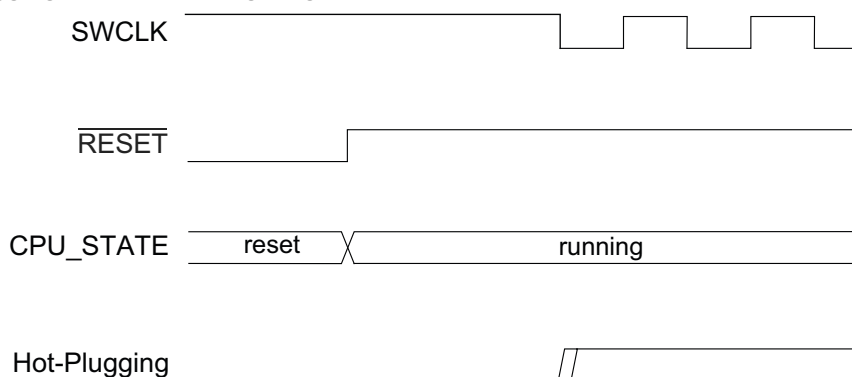 SWCLK
RESET
CPU_STATE
reset
running
Hot-Plugging